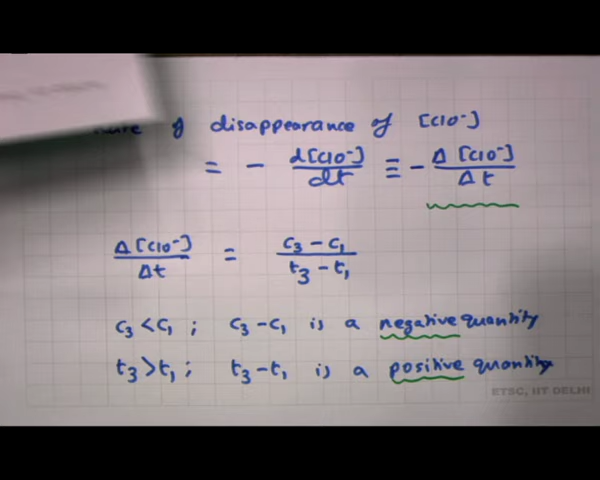 of disappearance of [ClO⁻]
= - d[ClO⁻]/dt ≡ - Δ[ClO⁻]/Δt
Δ[ClO⁻]/Δt = (c₃ - c₁)/(t₃ - t₁)
c₃ < c₁ ; c₃ - c₁ is a negative quantity
t₃ > t₁ ; t₃ - t₁ is a positive quantity
ETSC, IIT DELHI